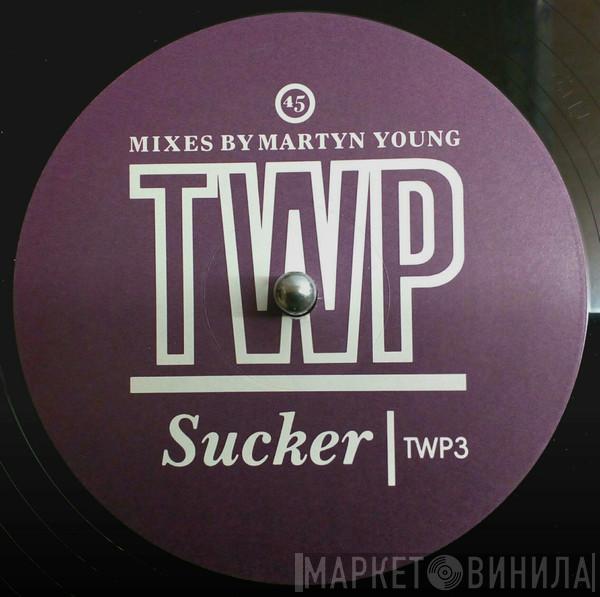 45
MIXES BY MARTYN YOUNG
TWP
Sucker | TWP3
МАРКЕТ ВИНИЛА